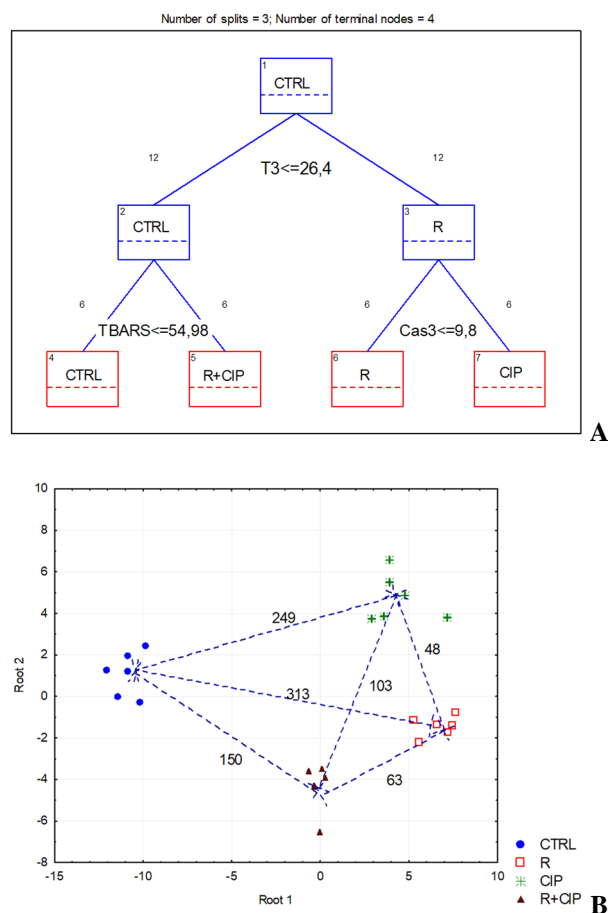 Number of splits = 3; Number of terminal nodes = 4
1
CTRL
12 12
T3<=26,4
2 3
CTRL R
6 6 6 6
TBARS<=54,98 Cas3<=9,8
4 5 6 7
CTRL R+CIP R CIP
A
10
8
6
4
2
0
-2
-4
-6
-8
Root 2
249
48
103
313
150
63
-15 -10 -5 0 5 10
Root 1
CTRL
R
CIP
R+CIP
B